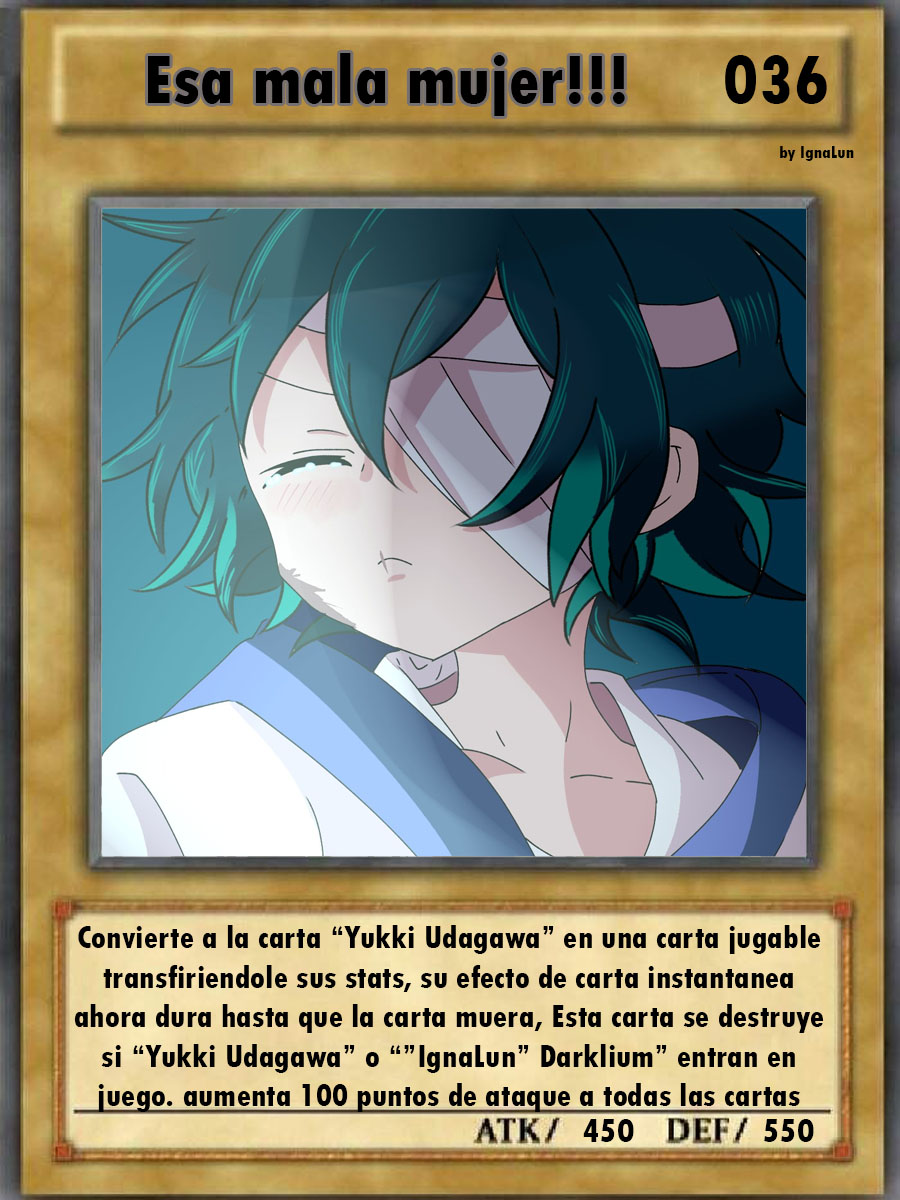 Esa mala mujer!!! 036
by IgnaLun
Convierte a la carta “Yukki Udagawa” en una carta jugable
transfiriendole sus stats, su efecto de carta instantanea
ahora dura hasta que la carta muera, Esta carta se destruye
si “Yukki Udagawa” o “”IgnaLun” Darklium” entran en
juego. aumenta 100 puntos de ataque a todas las cartas
ATK/ 450 DEF/ 550